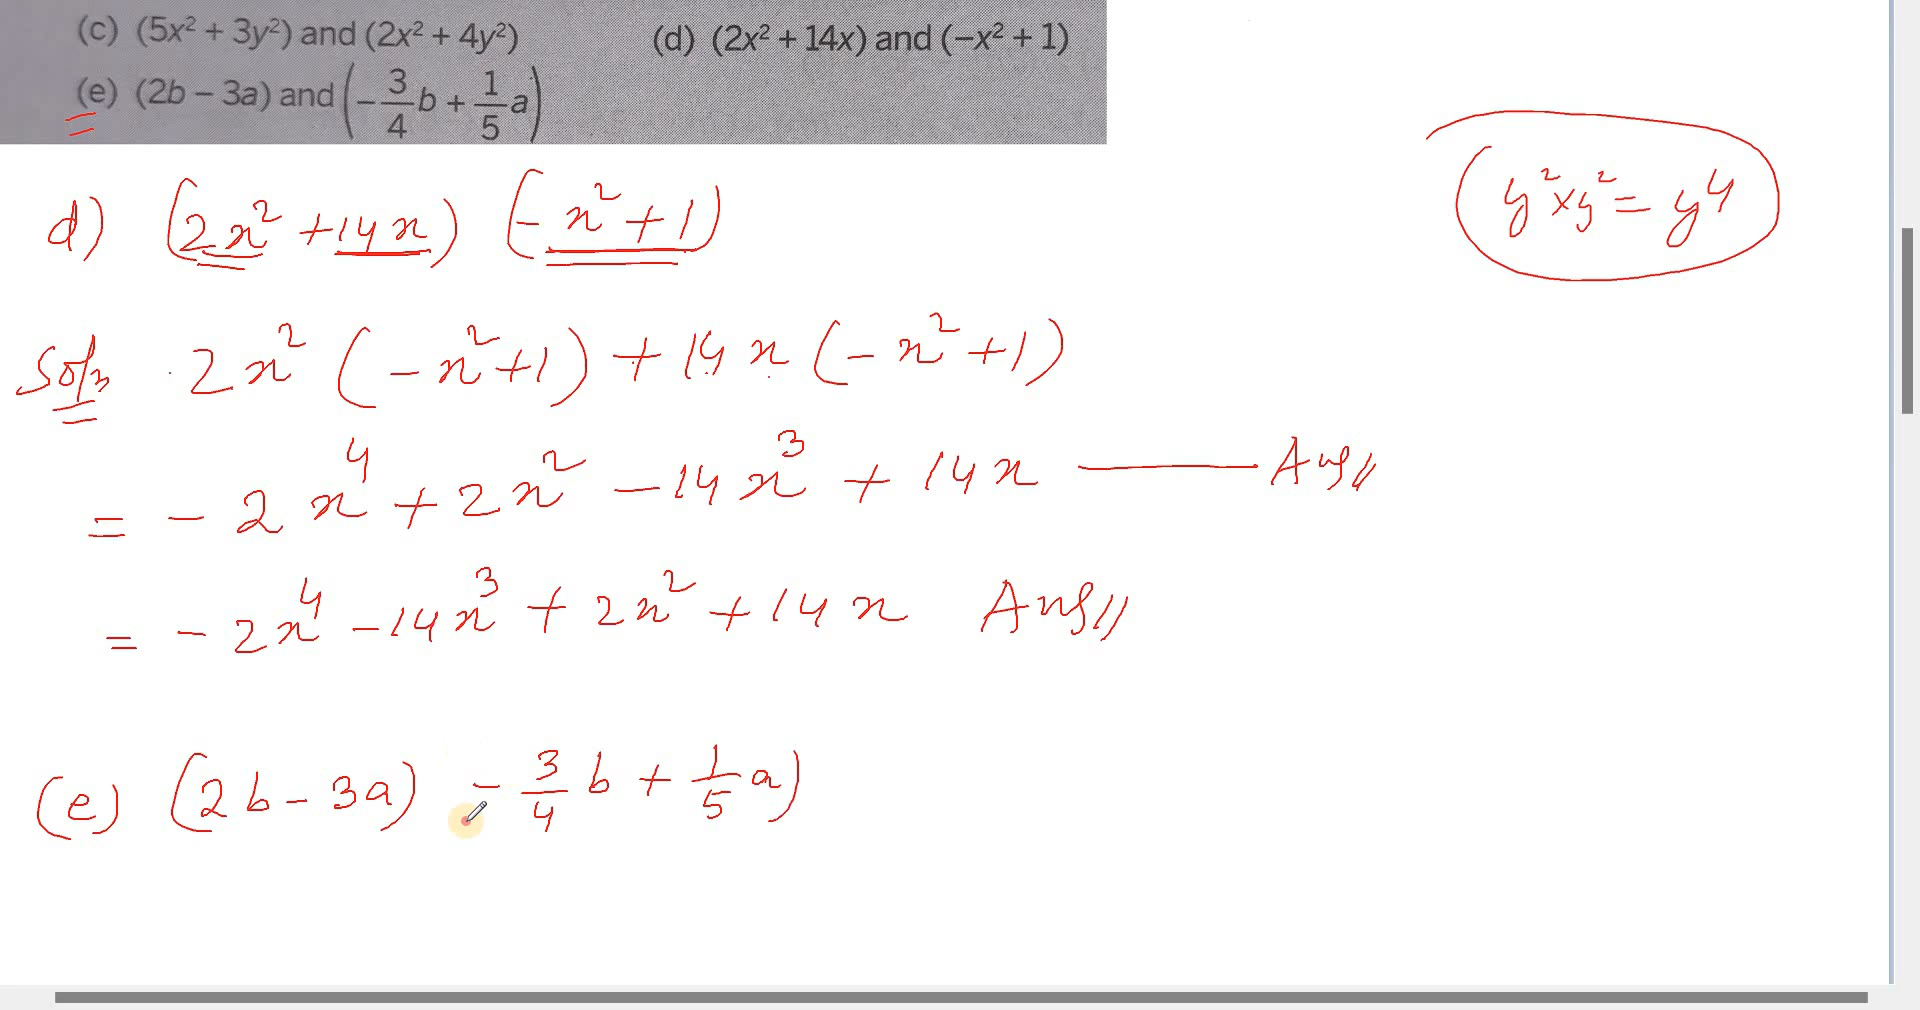 (c) (5x² + 3y²) and (2x² + 4y²) (d) (2x² + 14x) and (−x² + 1)
(e) (2b − 3a) and (−3/4 b + 1/5 a)
y² × y² = y⁴
d) (2x² + 14x) (−x² + 1)
Soln 2x² (−x² + 1) + 14x (−x² + 1)
= − 2x⁴ + 2x² − 14x³ + 14x —— Ans//
= − 2x⁴ − 14x³ + 2x² + 14x Ans//
(e) (2b − 3a) − 3/4 b + 1/5 a)